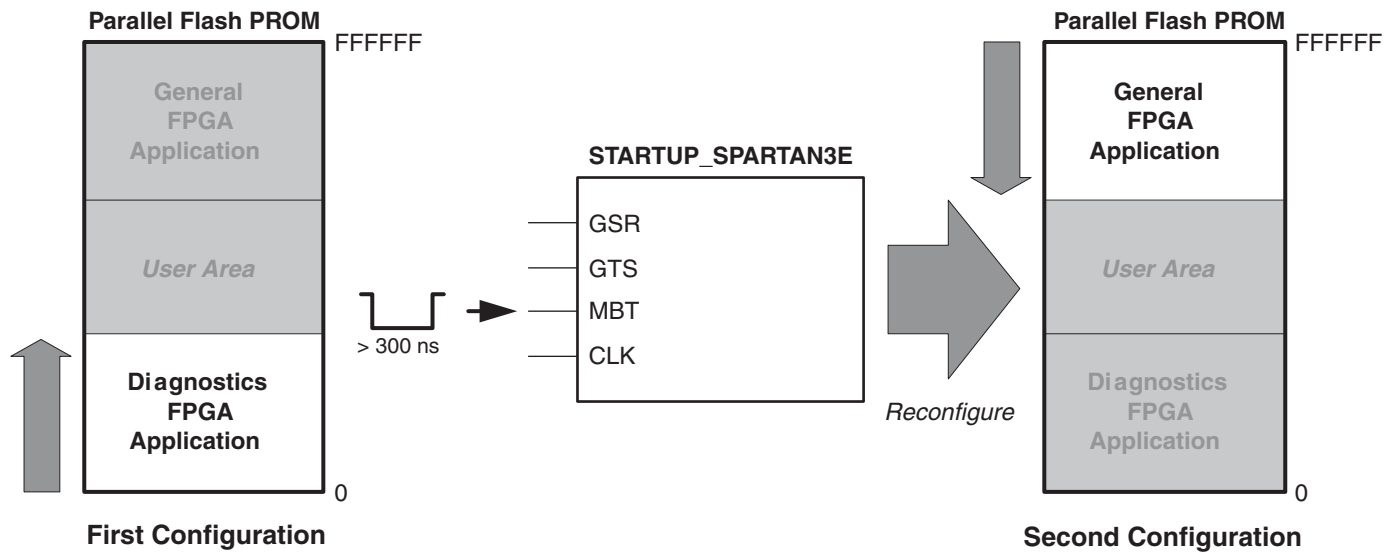 Parallel Flash PROM
FFFFFF
General
FPGA
Application
User Area
Diagnostics
FPGA
Application
0
First Configuration
> 300 ns
STARTUP_SPARTAN3E
GSR
GTS
MBT
CLK
Reconfigure
Parallel Flash PROM
FFFFFF
General
FPGA
Application
User Area
Diagnostics
FPGA
Application
0
Second Configuration